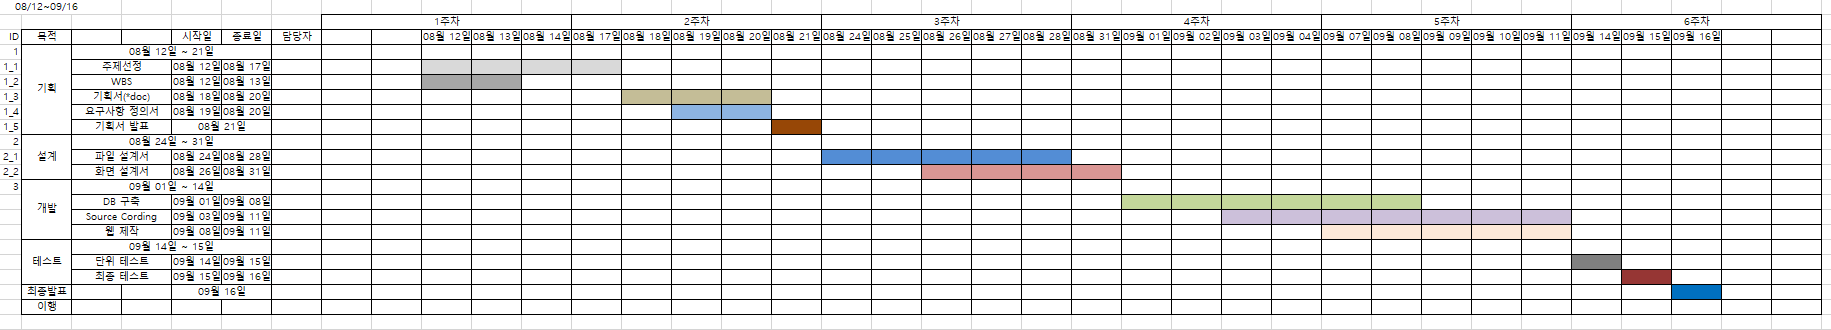 08/12~09/16
1주차 2주차 3주차 4주차 5주차 6주차
ID 목적 시작일 종료일 담당자 08월 12일 08월 13일 08월 14일 08월 17일 08월 18일 08월 19일 08월 20일 08월 21일 08월 24일 08월 25일 08월 26일 08월 27일 08월 28일 08월 31일 09월 01일 09월 02일 09월 03일 09월 04일 09월 07일 09월 08일 09월 09일 09월 10일 09월 11일 09월 14일 09월 15일 09월 16일
1 기획 08월 12일 ~ 21일
1_1 주제선정 08월 12일 08월 17일
1_2 WBS 08월 12일 08월 13일
1_3 기획서(*doc) 08월 18일 08월 20일
1_4 요구사항 정의서 08월 19일 08월 20일
1_5 기획서 발표 08월 21일
2 설계 08월 24일 ~ 31일
2_1 파일 설계서 08월 24일 08월 28일
2_2 화면 설계서 08월 26일 08월 31일
3 개발 09월 01일 ~ 14일
DB 구축 09월 01일 09월 08일
Source Cording 09월 03일 09월 11일
웹 제작 09월 08일 09월 11일
테스트 09월 14일 ~ 15일
단위 테스트 09월 14일 09월 15일
최종 테스트 09월 15일 09월 16일
최종발표 09월 16일
이행